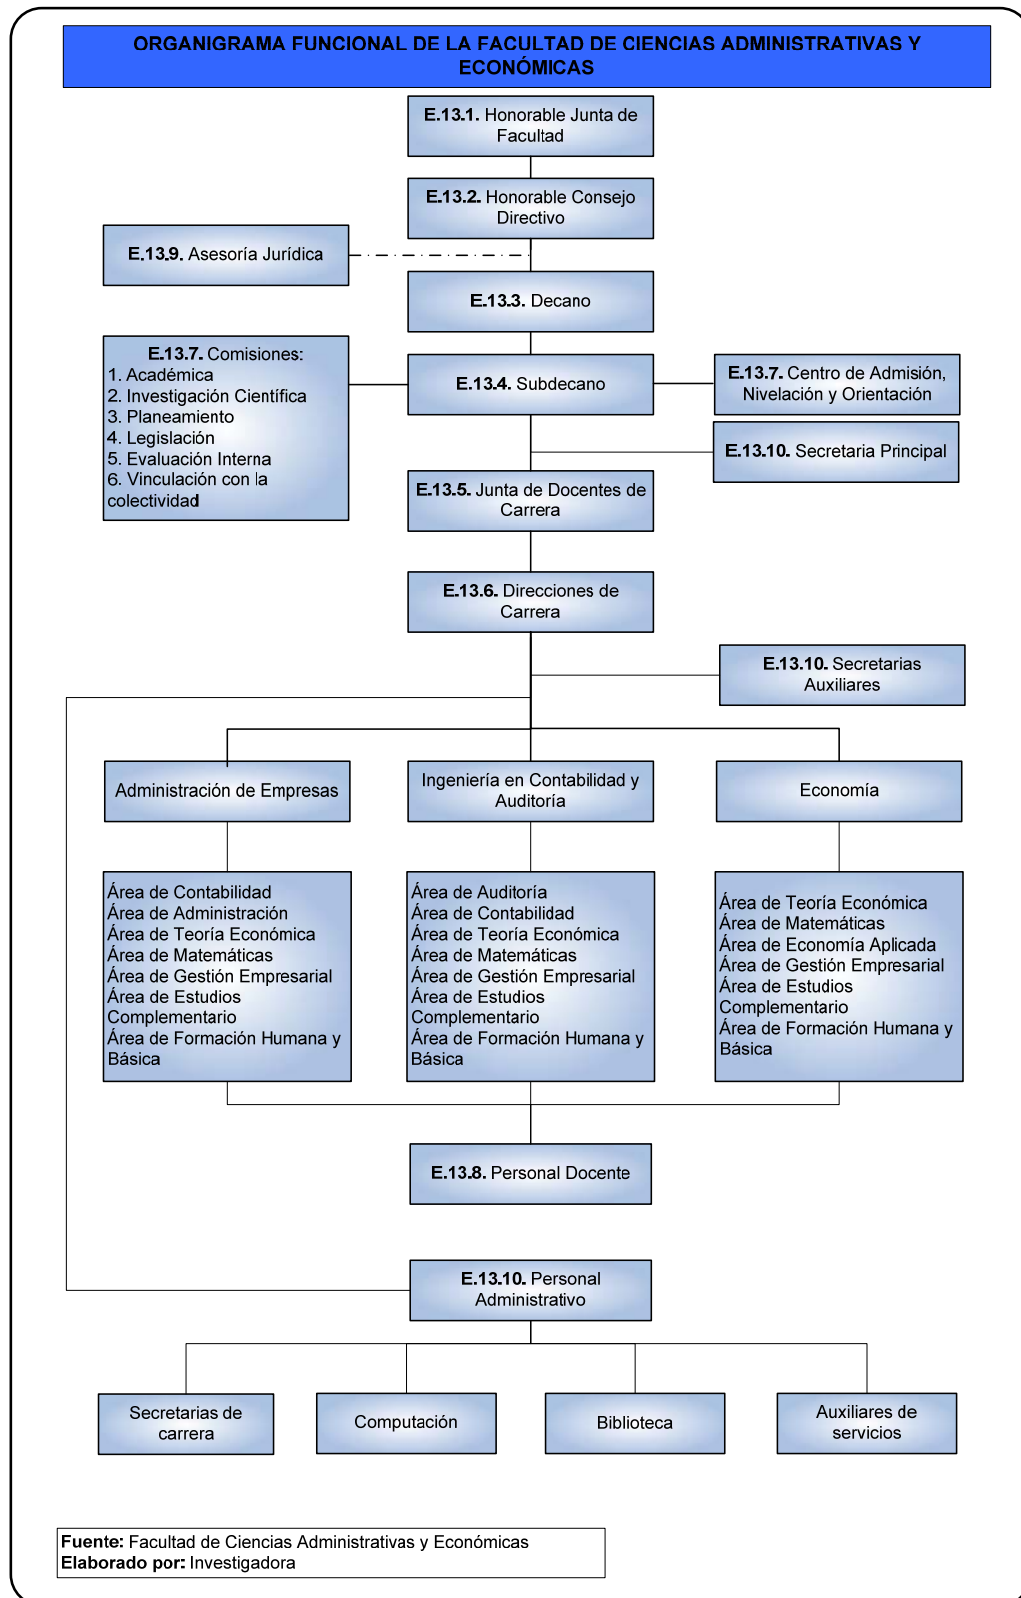 ORGANIGRAMA FUNCIONAL DE LA FACULTAD DE CIENCIAS ADMINISTRATIVAS Y
ECONÓMICAS
E.13.1. Honorable Junta de
Facultad
E.13.2. Honorable Consejo
Directivo
E.13.9. Asesoría Jurídica
E.13.3. Decano
E.13.7. Comisiones:
1. Académica
2. Investigación Científica
3. Planeamiento
4. Legislación
5. Evaluación Interna
6. Vinculación con la
colectividad
E.13.4. Subdecano
E.13.7. Centro de Admisión,
Nivelación y Orientación
E.13.10. Secretaria Principal
E.13.5. Junta de Docentes de
Carrera
E.13.6. Direcciones de
Carrera
E.13.10. Secretarias
Auxiliares
Administración de Empresas
Ingeniería en Contabilidad y
Auditoría
Economía
Área de Contabilidad
Área de Administración
Área de Teoría Económica
Área de Matemáticas
Área de Gestión Empresarial
Área de Estudios
Complementario
Área de Formación Humana y
Básica
Área de Auditoría
Área de Contabilidad
Área de Teoría Económica
Área de Matemáticas
Área de Gestión Empresarial
Área de Estudios
Complementario
Área de Formación Humana y
Básica
Área de Teoría Económica
Área de Matemáticas
Área de Economía Aplicada
Área de Gestión Empresarial
Área de Estudios
Complementario
Área de Formación Humana y
Básica
E.13.8. Personal Docente
E.13.10. Personal
Administrativo
Secretarias de
carrera
Computación
Biblioteca
Auxiliares de
servicios
Fuente: Facultad de Ciencias Administrativas y Económicas
Elaborado por: Investigadora